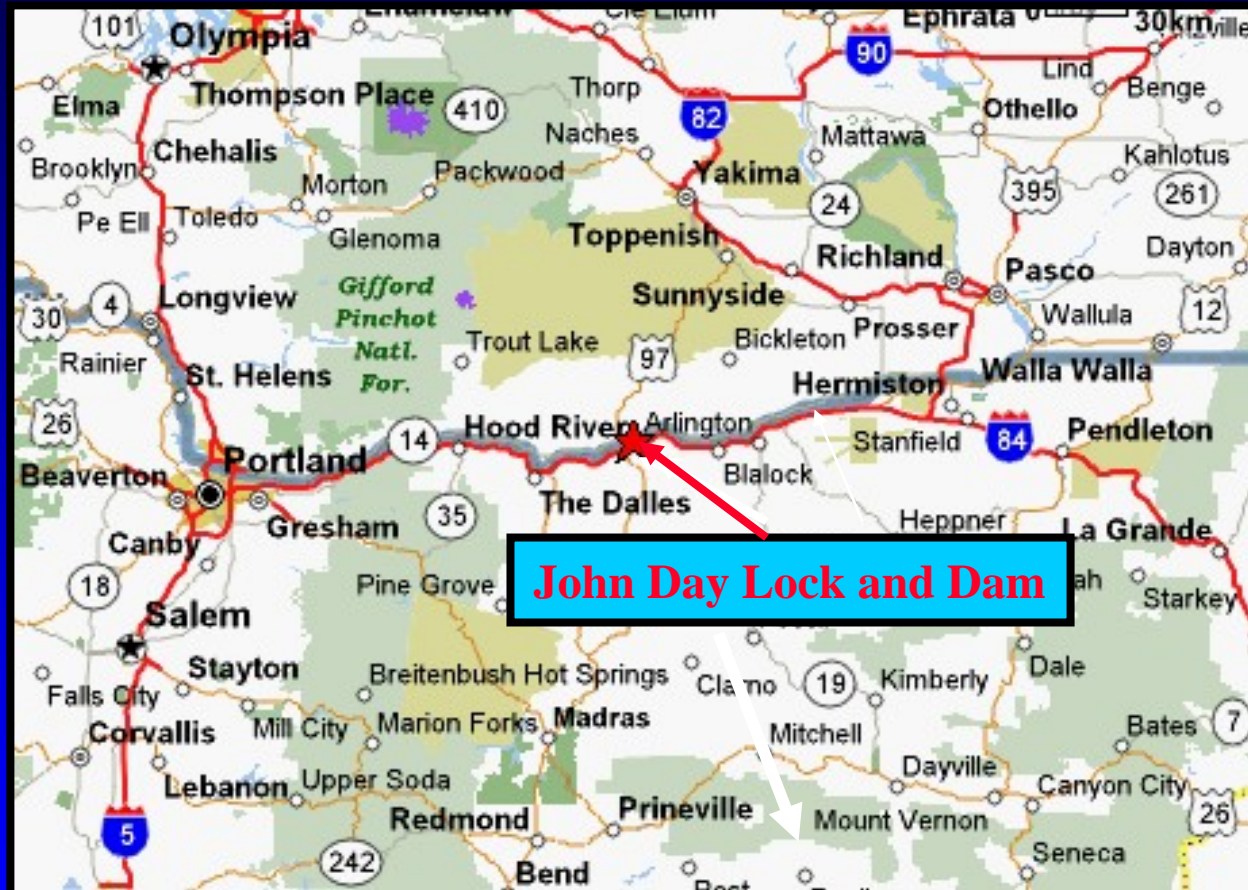 101
Olympia
Cle Elum
Ephrata 0
30km
90
Elma
Thompson Place
410
Thorp
82
Lind
Benge
Othello
Naches
Mattawa
Brooklyn
Chehalis
Morton
Packwood
Yakima
Kahlotus
395
261
Pe Ell
Toledo
Glenoma
24
Toppenish
Richland
Pasco
Dayton
30
4
Longview
Gifford
Pinchot
Natl.
For.
Sunnyside
Prosser
Wallula
12
Rainier
Trout Lake
97
Bickleton
St. Helens
Hermiston
Walla Walla
26
14
Hood River
Arlington
Stanfield
84
Pendleton
Beaverton
Portland
Blalock
The Dalles
Gresham
35
Heppner
La Grande
Canby
18
Pine Grove
John Day Lock and Dam
Starkey
Salem
Stayton
Breitenbush Hot Springs
Clarno
19
Kimberly
Dale
Falls City
Mill City
Marion Forks
Madras
Mitchell
Bates
7
Corvallis
Lebanon
Upper Soda
Dayville
Canyon City
5
Redmond
Prineville
Mount Vernon
26
242
Bend
Seneca